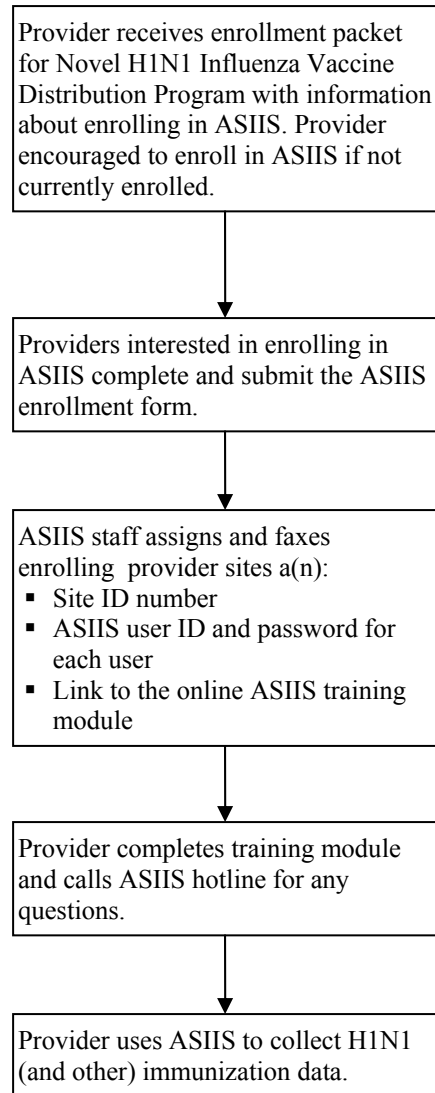 Provider receives enrollment packet
for Novel H1N1 Influenza Vaccine
Distribution Program with information
about enrolling in ASIIS. Provider
encouraged to enroll in ASIIS if not
currently enrolled.
Providers interested in enrolling in
ASIIS complete and submit the ASIIS
enrollment form.
ASIIS staff assigns and faxes
enrolling  provider sites a(n):
▪ Site ID number
▪ ASIIS user ID and password for
each user
▪ Link to the online ASIIS training
module
Provider completes training module
and calls ASIIS hotline for any
questions.
Provider uses ASIIS to collect H1N1
(and other) immunization data.